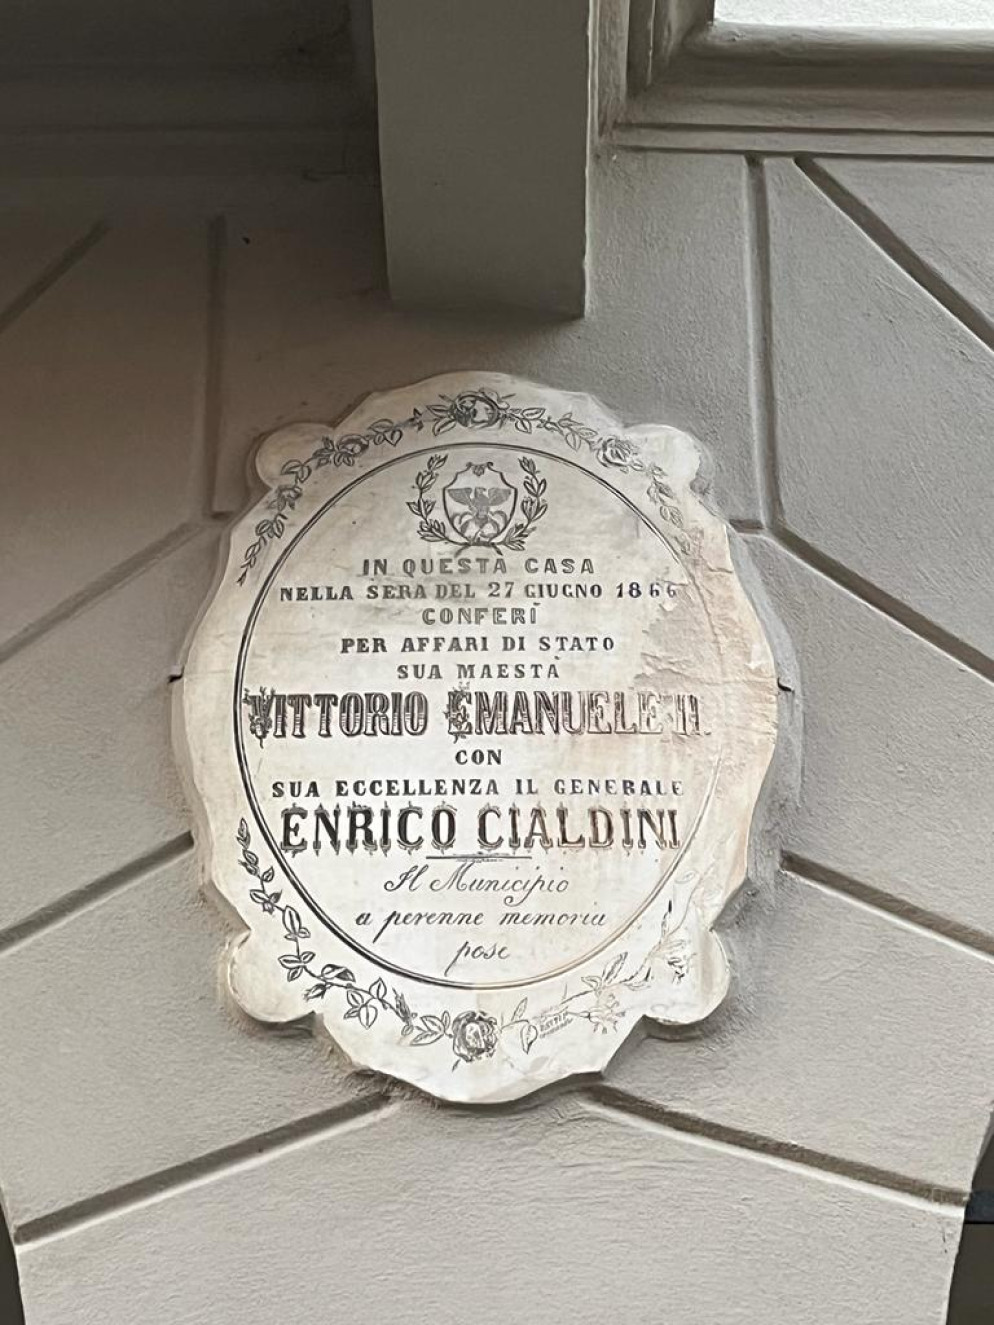 IN QUESTA CASA
NELLA SERA DEL 27 GIUGNO 1866
CONFERÌ
PER AFFARI DI STATO
SUA MAESTÀ
VITTORIO EMANUELE II.
CON
SUA ECCELLENZA IL GENERALE
ENRICO CIALDINI
Il Municipio
a perenne memoria
pose